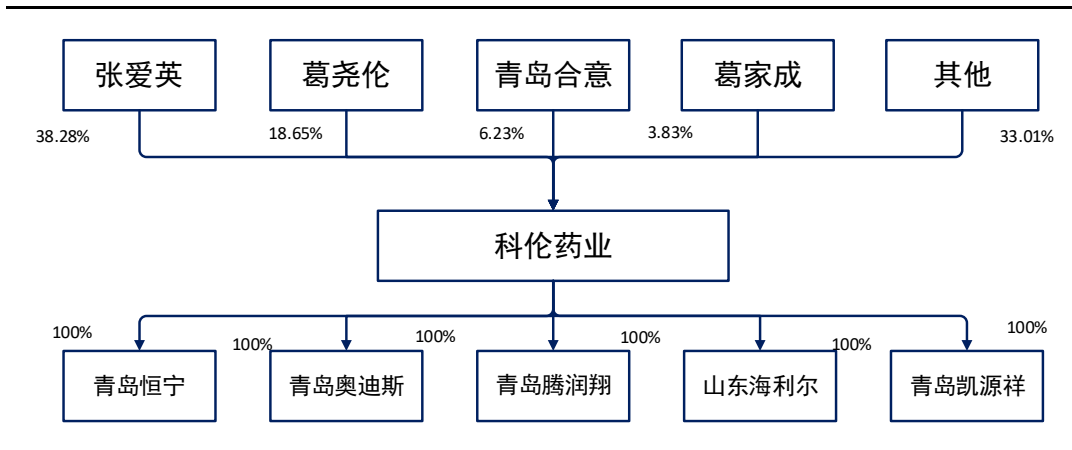 张爱英
葛尧伦
青岛合意
葛家成
其他
38.28%
18.65%
6.23%
3.83%
33.01%
科伦药业
100%
100%
100%
100%
100%
100%
青岛恒宁
青岛奥迪斯
青岛腾润翔
山东海利尔
青岛凯源祥